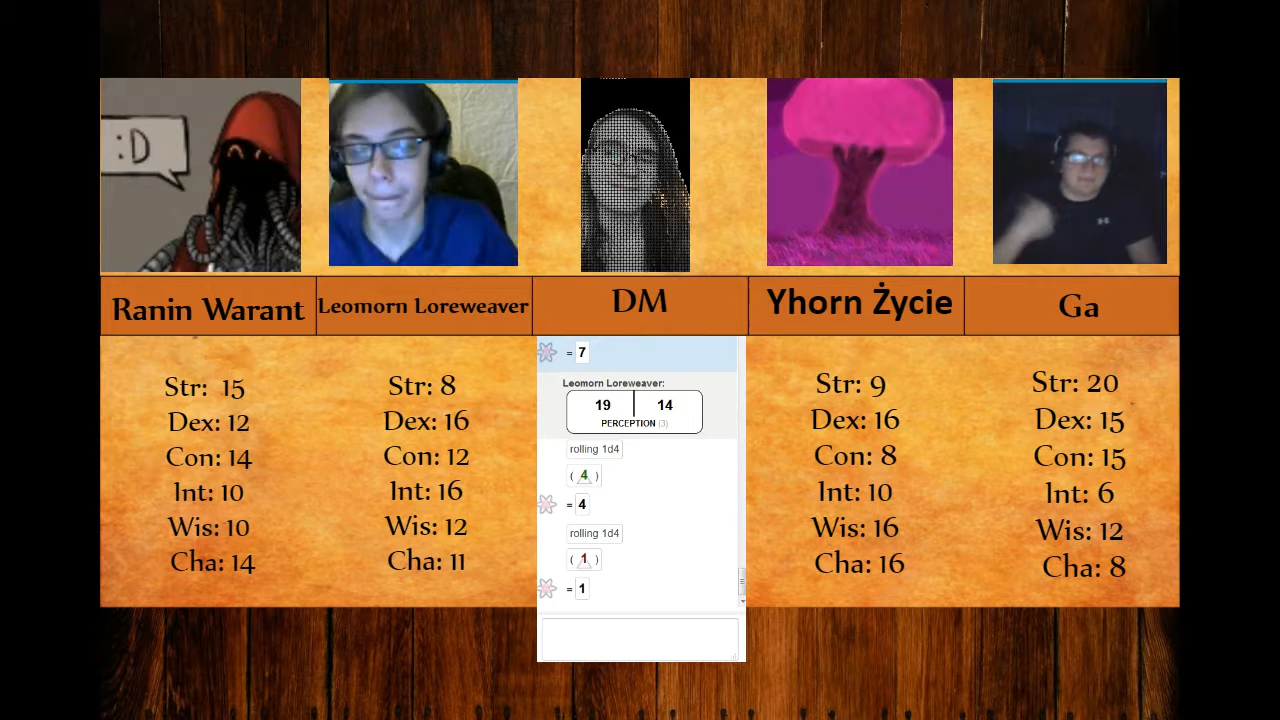 :D
Ranin Warant
Leomorn Loreweaver
DM
Yhorn Życie
Ga
Str: 15
Dex: 12
Con: 14
Int: 10
Wis: 10
Cha: 14
Str: 8
Dex: 16
Con: 12
Int: 16
Wis: 12
Cha: 11
= 7
Leomorn Loreweaver:
19 14
PERCEPTION (3)
rolling 1d4
( 4 )
= 4
rolling 1d4
( 1 )
= 1
Str: 9
Dex: 16
Con: 8
Int: 10
Wis: 16
Cha: 16
Str: 20
Dex: 15
Con: 15
Int: 6
Wis: 12
Cha: 8